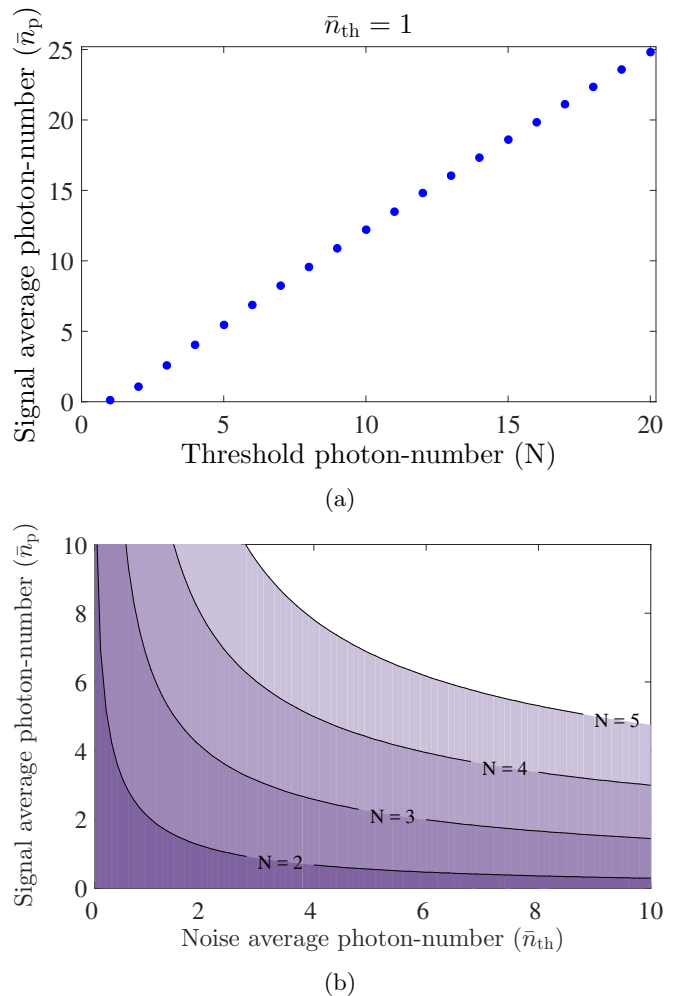 n̄th = 1
Signal average photon-number (n̄p)
25
20
15
10
5
0
0 5 10 15 20
Threshold photon-number (N)
(a)
Signal average photon-number (n̄p)
10
8
6
4
2
0
N = 5
N = 4
N = 3
N = 2
0 2 4 6 8 10
Noise average photon-number (n̄th)
(b)